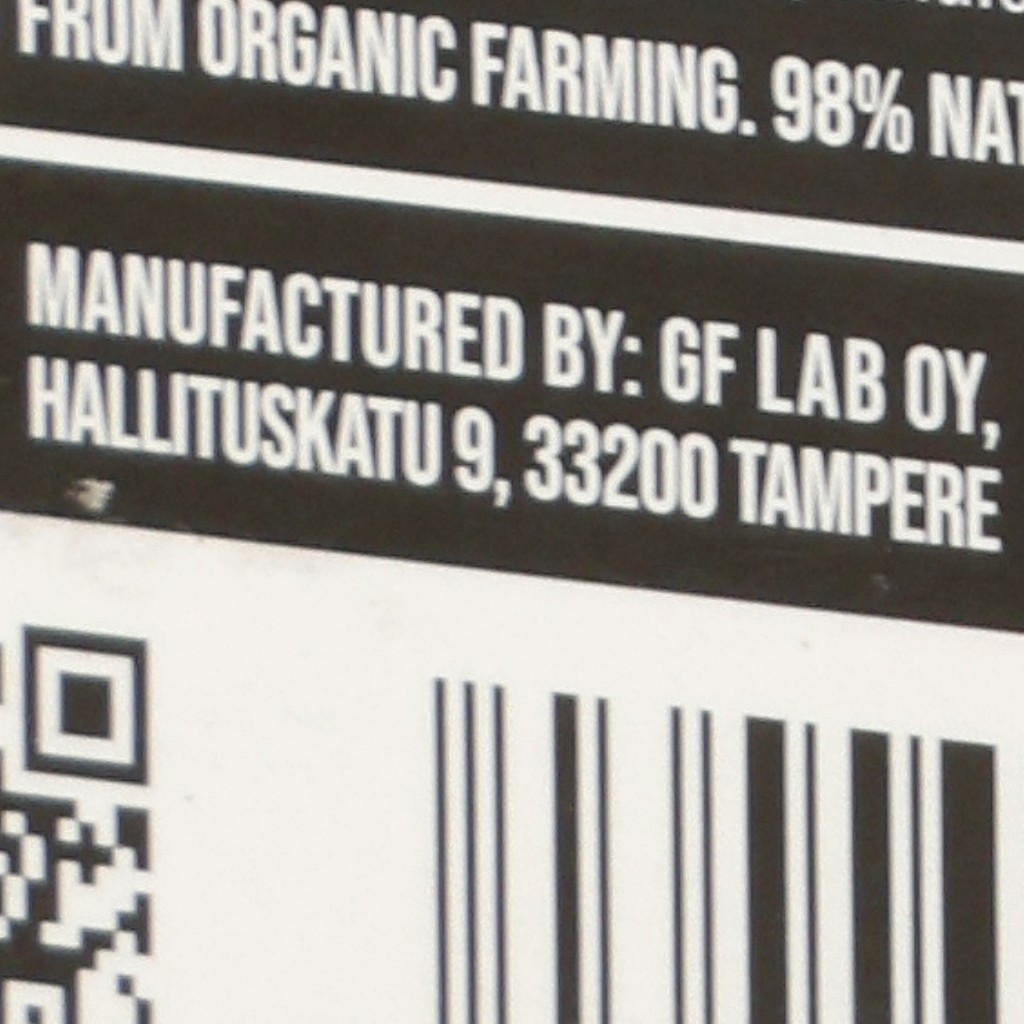 FROM ORGANIC FARMING. 98%
MANUFACTURED BY: GF LAB OY,
HALLITUSKATU 9, 33200 TAMPERE